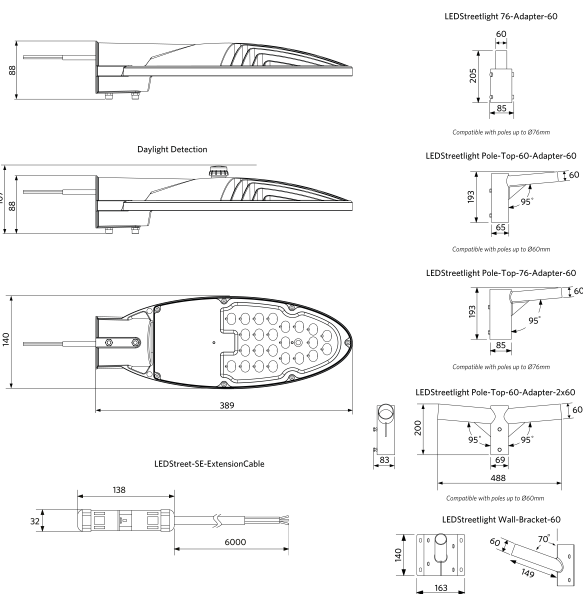 88
Daylight Detection
88
140
389
LEDStreet-SE-ExtensionCable
138
32
6000
LEDStreetlight 76-Adapter-60
60
205
85
Compatible with poles up to Ø76mm
LEDStreetlight Pole-Top-60-Adapter-60
60
193
95°
65
Compatible with poles up to Ø60mm
LEDStreetlight Pole-Top-76-Adapter-60
60
193
95°
85
Compatible with poles up to Ø76mm
LEDStreetlight Pole-Top-60-Adapter-2x60
60
200
95°
95°
83
69
488
Compatible with poles up to Ø60mm
LEDStreetlight Wall-Bracket-60
140
60
70°
149
163